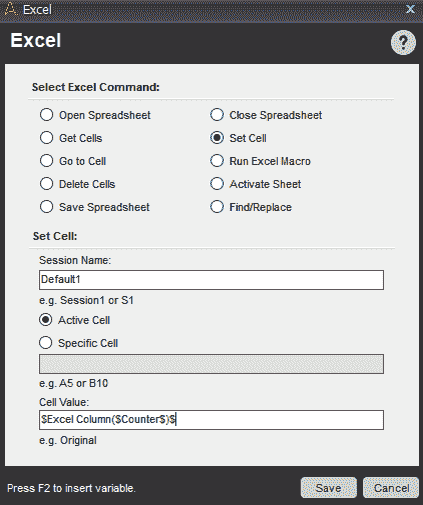 Excel
Excel
Select Excel Command:
Open Spreadsheet Close Spreadsheet
Get Cells Set Cell
Go to Cell Run Excel Macro
Delete Cells Activate Sheet
Save Spreadsheet Find/Replace
Set Cell:
Session Name:
Default1
e.g. Session1 or S1
Active Cell
Specific Cell
e.g. A5 or B10
Cell Value:
$Excel Column($Counter$)$
e.g. Original
Press F2 to insert variable. Save Cancel